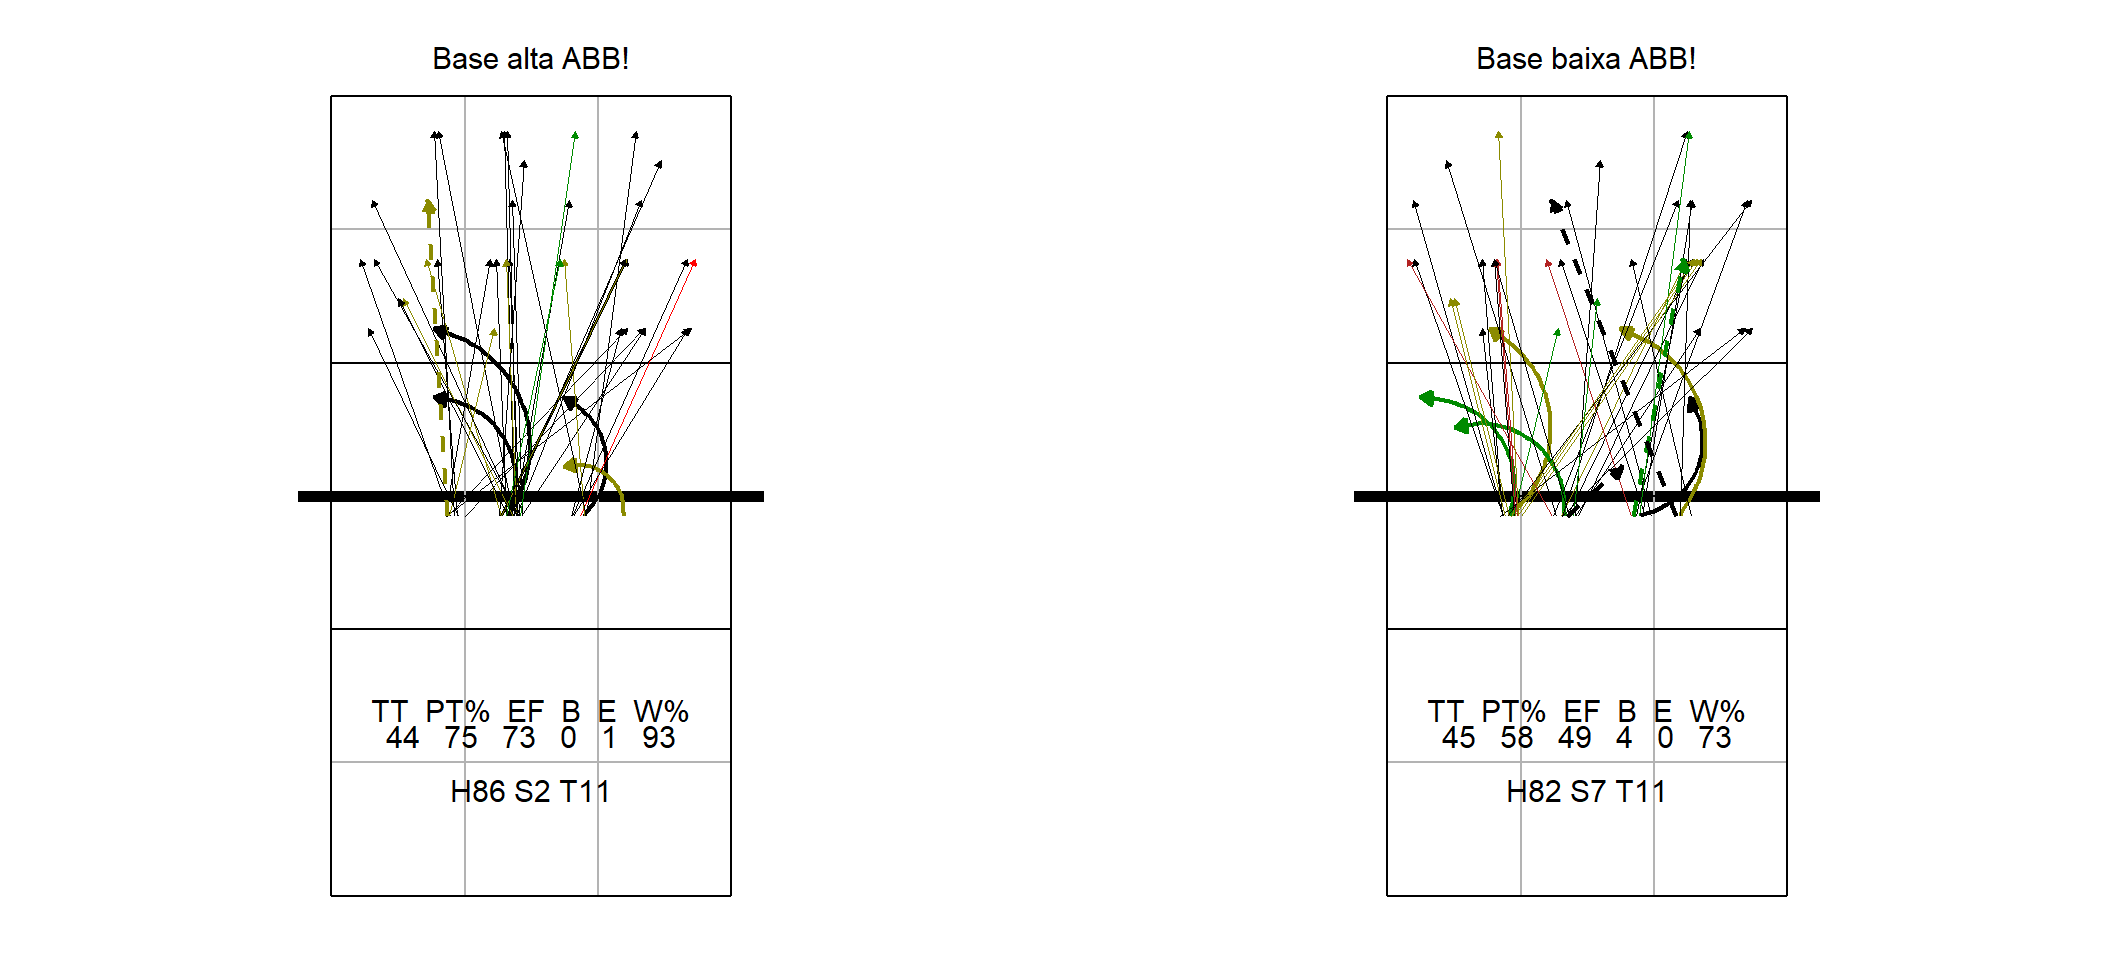 Base alta ABB!
TT PT% EF B E W%
44 75 73 0 1 93
H86 S2 T11
Base baixa ABB!
TT PT% EF B E W%
45 58 49 4 0 73
H82 S7 T11